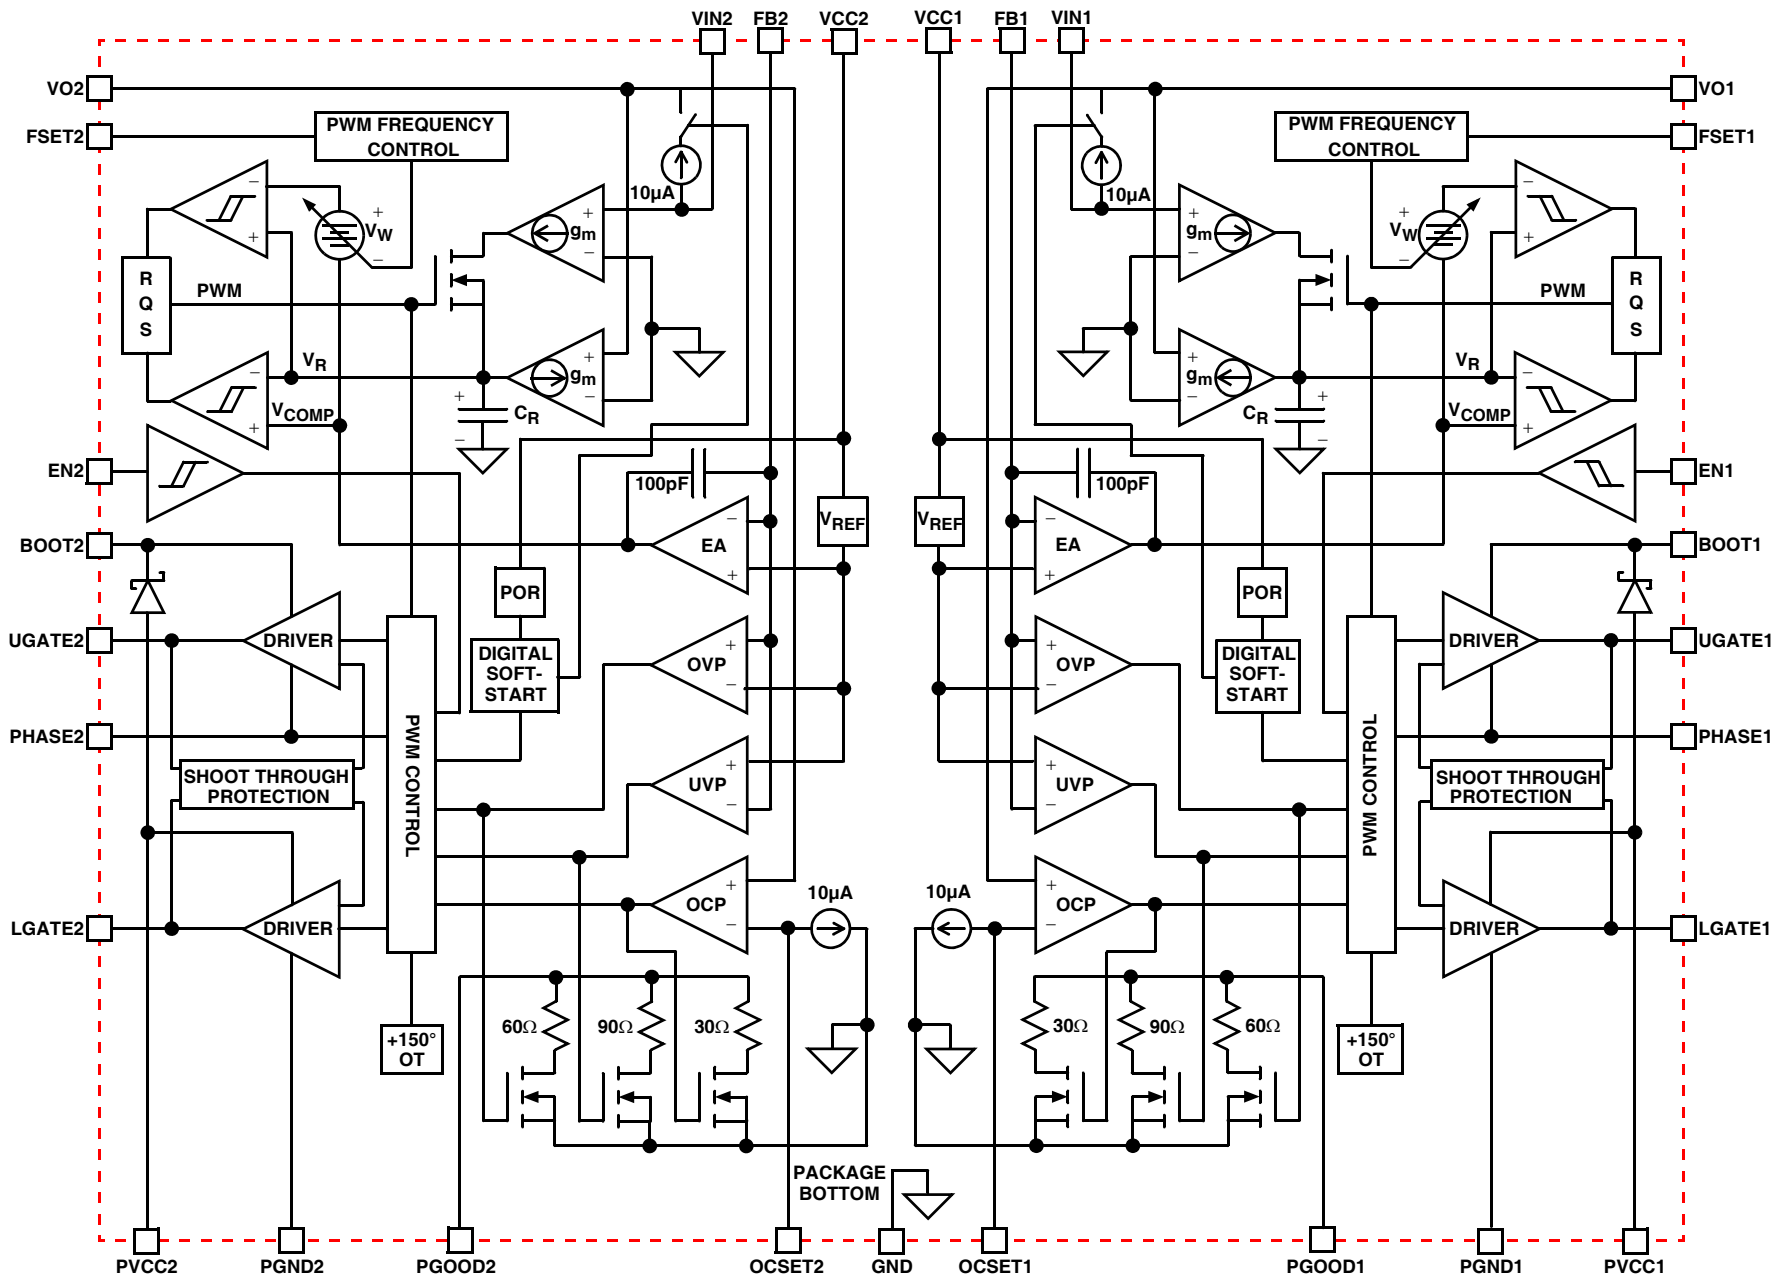 VIN2 FB2 VCC2 VCC1 FB1 VIN1
VO2
VO1
FSET2
PWM FREQUENCY
CONTROL
PWM FREQUENCY
CONTROL
FSET1
10µA
10µA
− + + VW − + gm −
+ gm − + VW − − +
R
Q
S
PWM
PWM
R
Q
S
VR
− + VCOMP
+ gm −
+ CR −
+ gm −
CR + −
VR
− + VCOMP
EN2
100pF
100pF
EN1
VREF
VREF
− EA +
− EA +
BOOT2
BOOT1
POR
POR
UGATE2
DRIVER
DIGITAL
SOFT-
START
+ OVP −
+ OVP −
DIGITAL
SOFT-
START
DRIVER
UGATE1
PHASE2
PWM CONTROL
PWM CONTROL
PHASE1
SHOOT THROUGH
PROTECTION
+ UVP −
+ UVP −
SHOOT THROUGH
PROTECTION
LGATE2
DRIVER
+ OCP −
10µA
10µA
+ OCP −
DRIVER
LGATE1
+150°
OT
60Ω 90Ω 30Ω
30Ω 90Ω 60Ω
+150°
OT
PACKAGE
BOTTOM
PVCC2 PGND2 PGOOD2 OCSET2 GND OCSET1 PGOOD1 PGND1 PVCC1